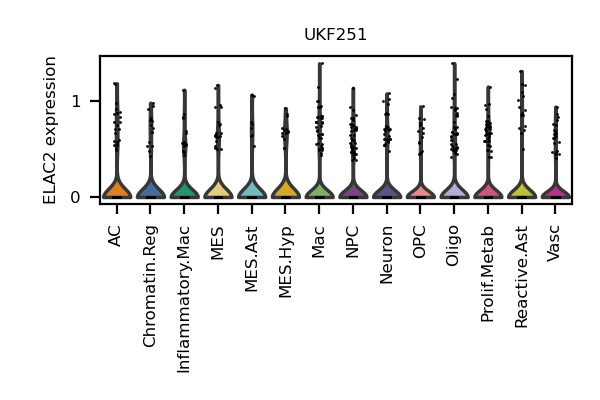 UKF251
ELAC2 expression
1
0
AC
Chromatin.Reg
Inflammatory.Mac
MES
MES.Ast
MES.Hyp
Mac
NPC
Neuron
OPC
Oligo
Prolif.Metab
Reactive.Ast
Vasc